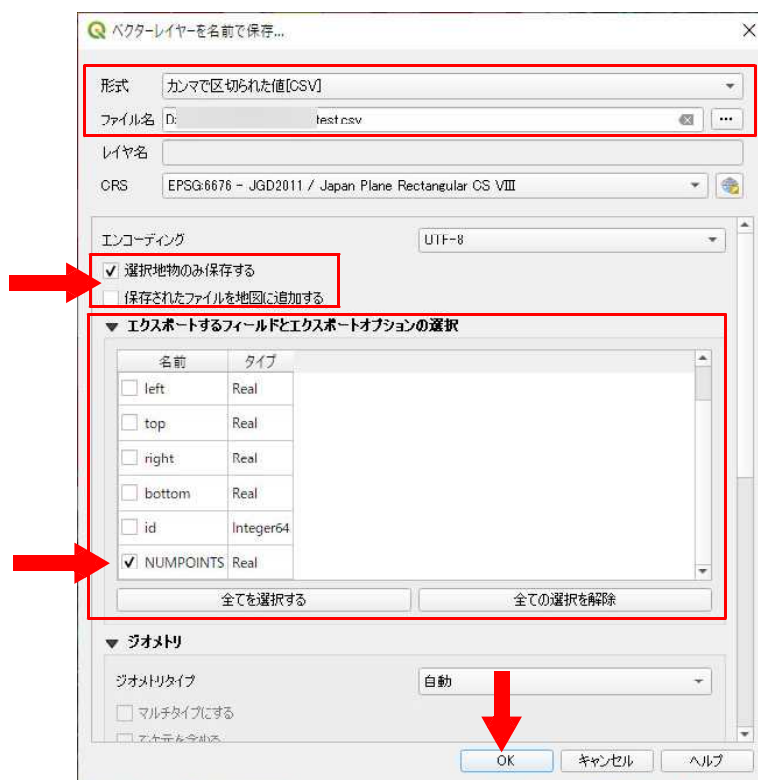 ベクターレイヤーを名前で保存...
形式 カンマで区切られた値[CSV]
ファイル名 D: test.csv
レイヤ名
CRS EPSG:6676 - JGD2011 / Japan Plane Rectangular CS VIII
エンコーディング UTF-8
選択地物のみ保存する
保存されたファイルを地図に追加する
エクスポートするフィールドとエクスポートオプションの選択
名前 タイプ
left Real
top Real
right Real
bottom Real
id Integer64
NUMPOINTS Real
全てを選択する 全ての選択を解除
ジオメトリ
ジオメトリタイプ 自動
マルチタイプにする
Z次元を含める
OK キャンセル ヘルプ